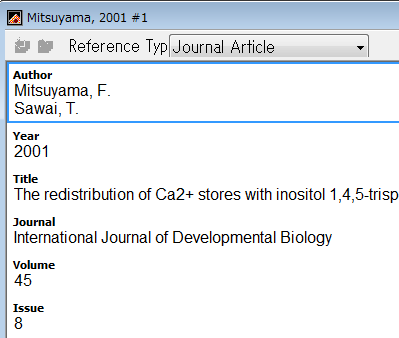 Mitsuyama, 2001 #1
Reference Typ Journal Article
Author
Mitsuyama, F.
Sawai, T.
Year
2001
Title
The redistribution of Ca2+ stores with inositol 1,4,5-trisp
Journal
International Journal of Developmental Biology
Volume
45
Issue
8